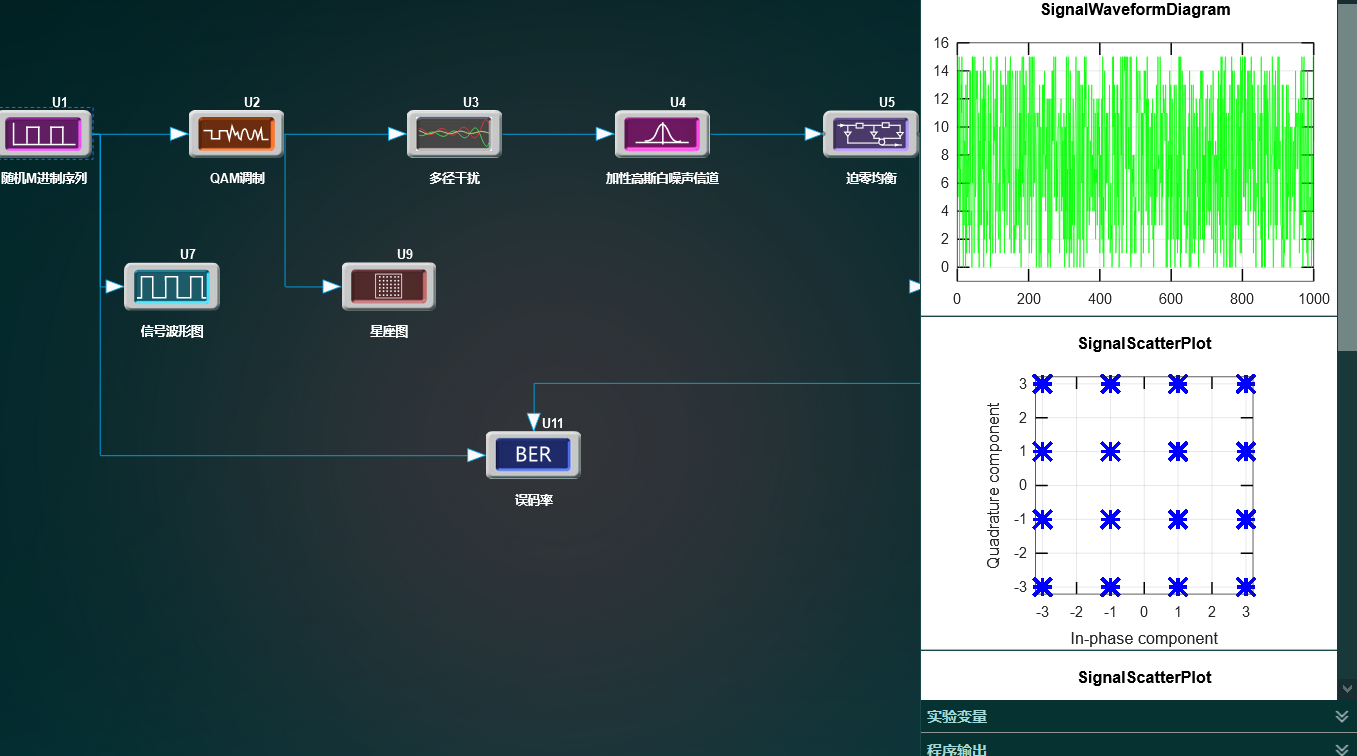 U1
随机M进制序列
U2
QAM调制
U3
多径干扰
U4
加性高斯白噪声信道
U5
迫零均衡
U7
信号波形图
U9
星座图
U11
BER
误码率
SignalWaveformDiagram
16
14
12
10
8
6
4
2
0
0 200 400 600 800 1000
SignalScatterPlot
Quadrature component
3
2
1
0
-1
-2
-3
-3 -2 -1 0 1 2 3
In-phase component
SignalScatterPlot
实验变量
程序输出